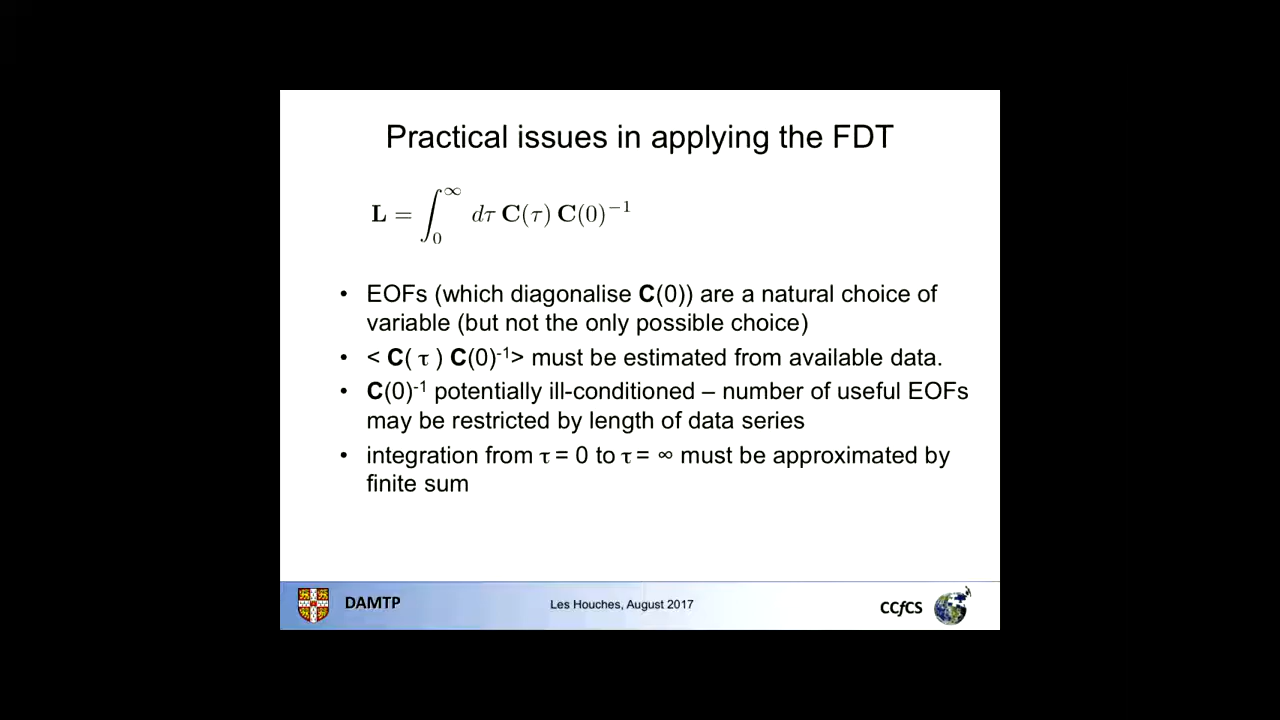 Practical issues in applying the FDT
L = ∫₀^∞ dτ C(τ) C(0)⁻¹
• EOFs (which diagonalise C(0)) are a natural choice of
variable (but not the only possible choice)
• < C( τ ) C(0)⁻¹> must be estimated from available data.
• C(0)⁻¹ potentially ill-conditioned – number of useful EOFs
may be restricted by length of data series
• integration from τ = 0 to τ = ∞ must be approximated by
finite sum
DAMTP
Les Houches, August 2017
CCfCS